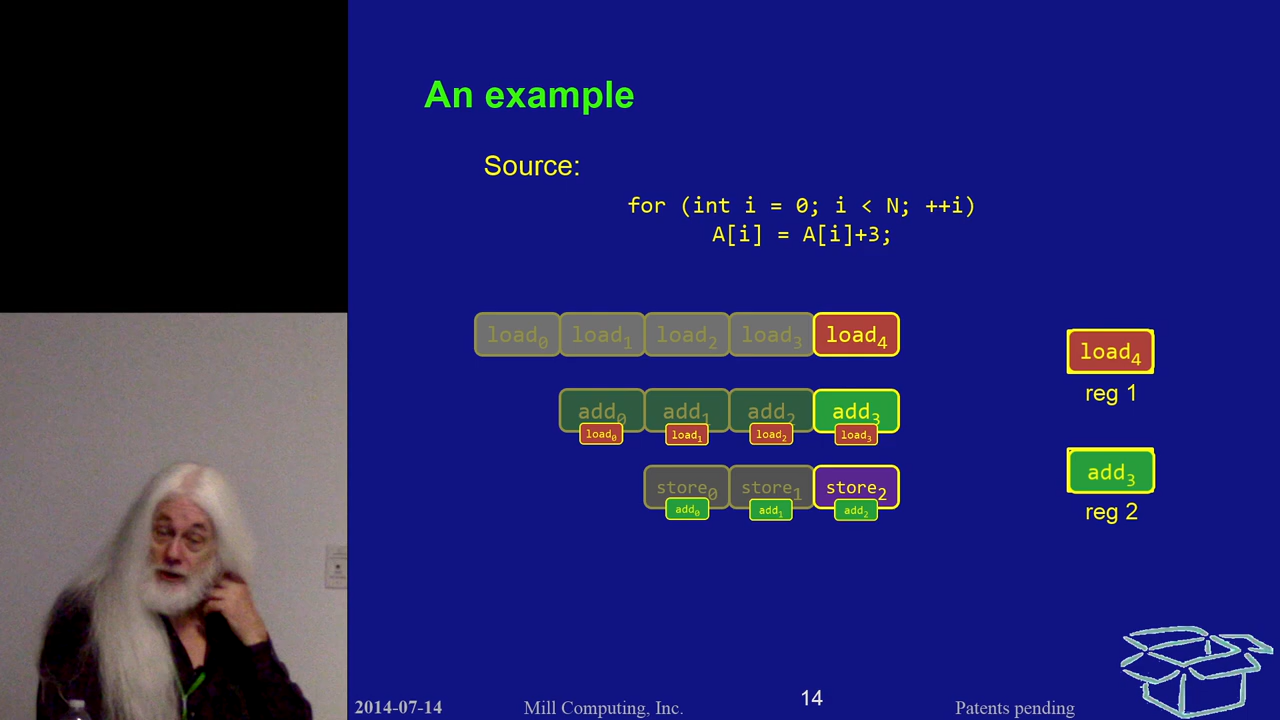 An example
Source:
for (int i = 0; i < N; ++i)
A[i] = A[i]+3;
load0 load1 load2 load3 load4
add0 add1 add2 add3
load0 load1 load2 load3
store0 store1 store2
add0 add1 add2
load4
reg 1
add3
reg 2
2014-07-14 Mill Computing, Inc. 14 Patents pending